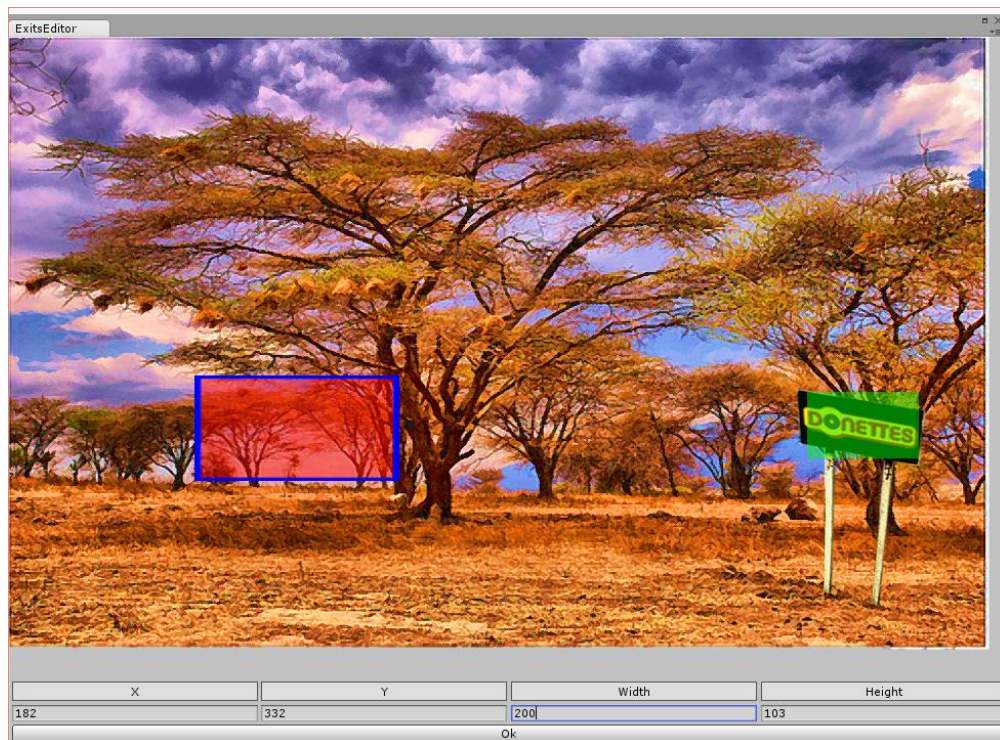 ExitsEditor
DONETTES
X Y Width Height
182 332 200 103
Ok